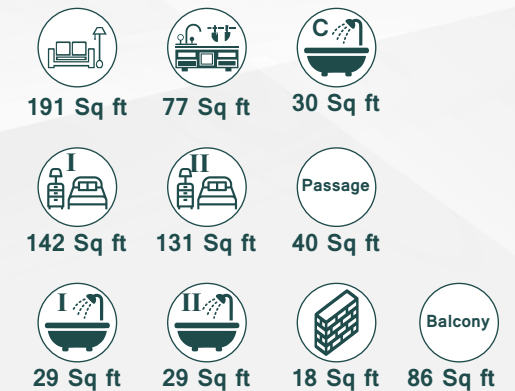 C
191 Sq ft 77 Sq ft 30 Sq ft
I II Passage
142 Sq ft 131 Sq ft 40 Sq ft
I II Balcony
29 Sq ft 29 Sq ft 18 Sq ft 86 Sq ft